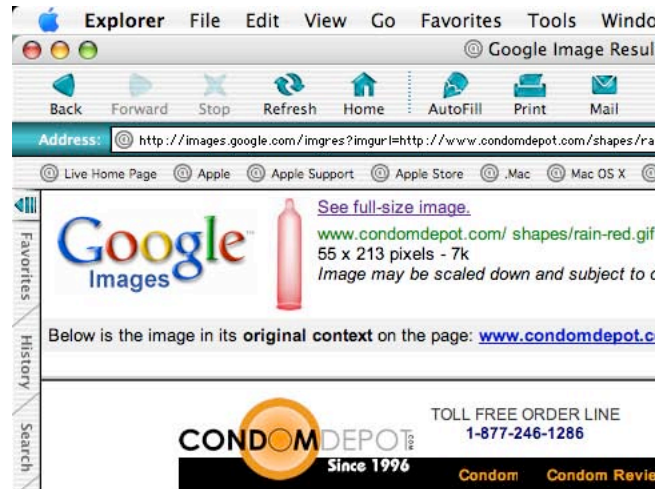 Explorer File Edit View Go Favorites Tools Windo
Google Image Resul
Back Forward Stop Refresh Home AutoFill Print Mail
Address: http://images.google.com/imgres?imgurl=http://www.condomdepot.com/shapes/ra
Live Home Page Apple Apple Support Apple Store .Mac Mac OS X
Favorites
History
Search
Google
Images
See full-size image.
www.condomdepot.com/ shapes/rain-red.gif
55 x 213 pixels - 7k
Image may be scaled down and subject to c
Below is the image in its original context on the page: www.condomdepot.c
CONDOMDEPOT.COM
Since 1996
TOLL FREE ORDER LINE
1-877-246-1286
Condom Condom Revie